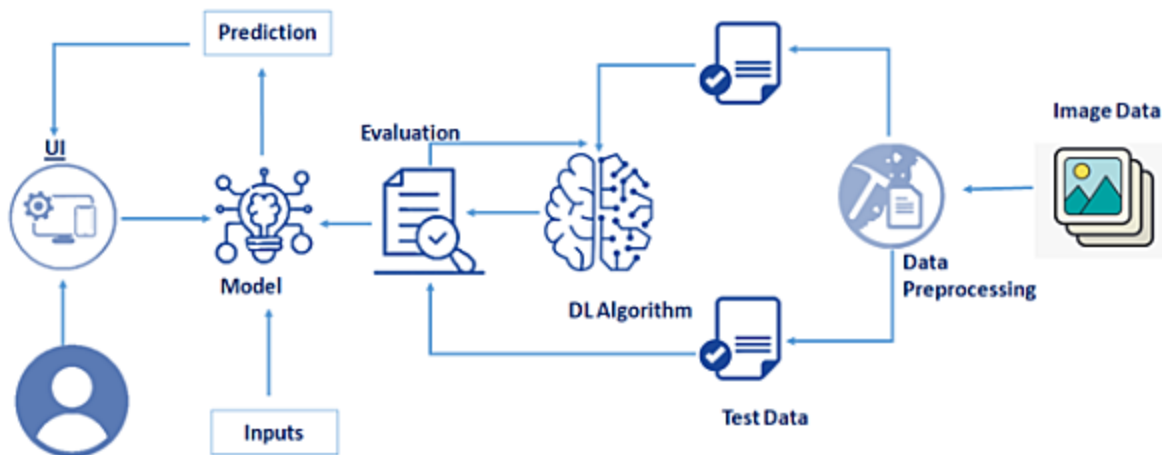 Prediction
Image Data
Evaluation
UI
Data
Preprocessing
Model
DL Algorithm
Test Data
Inputs